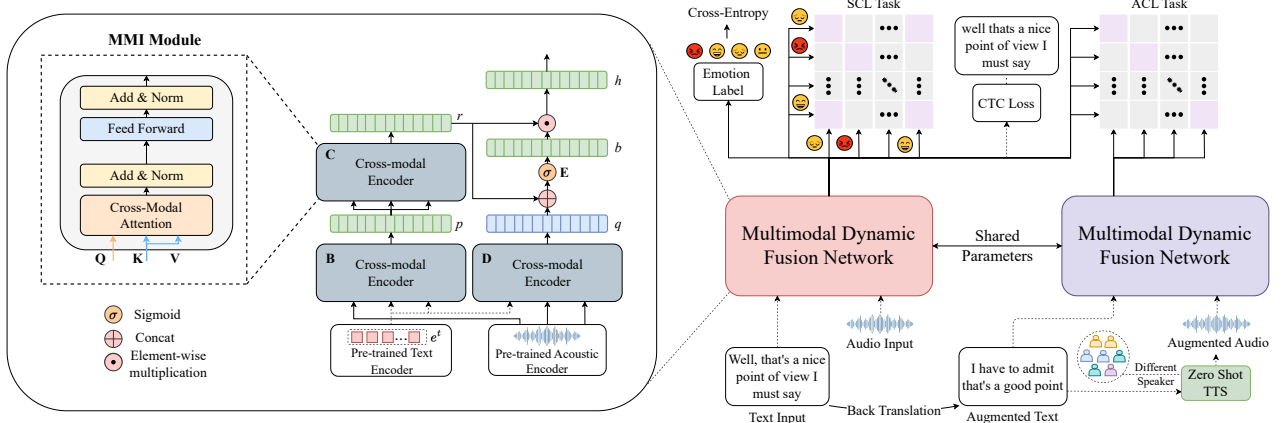 MMI Module
Add & Norm
Feed Forward
Add & Norm
Cross-Modal
Attention
Q
K
V
σ
Sigmoid
Concat
Element-wise
multiplication
r
C
Cross-modal
Encoder
p
B
Cross-modal
Encoder
e^t
Pre-trained Text
Encoder
h
b
σ
E
q
D
Cross-modal
Encoder
Pre-trained Acoustic
Encoder
Cross-Entropy
Emotion
Label
SCL Task
well thats a nice
point of view I
must say
CTC Loss
ACL Task
Multimodal Dynamic
Fusion Network
Shared
Parameters
Multimodal Dynamic
Fusion Network
Audio Input
Well, that's a nice
point of view I
must say
Text Input
Back Translation
I have to admit
that's a good point
Augmented Text
Different
Speaker
Augmented Audio
Zero Shot
TTS